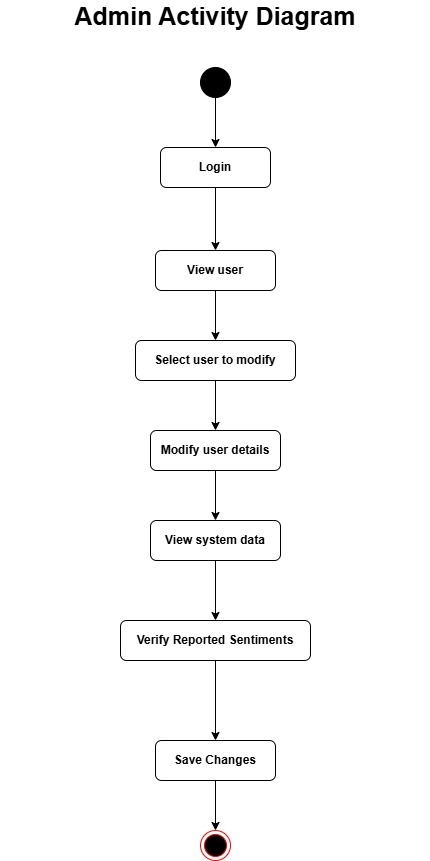 Admin Activity Diagram
Login
View user
Select user to modify
Modify user details
View system data
Verify Reported Sentiments
Save Changes